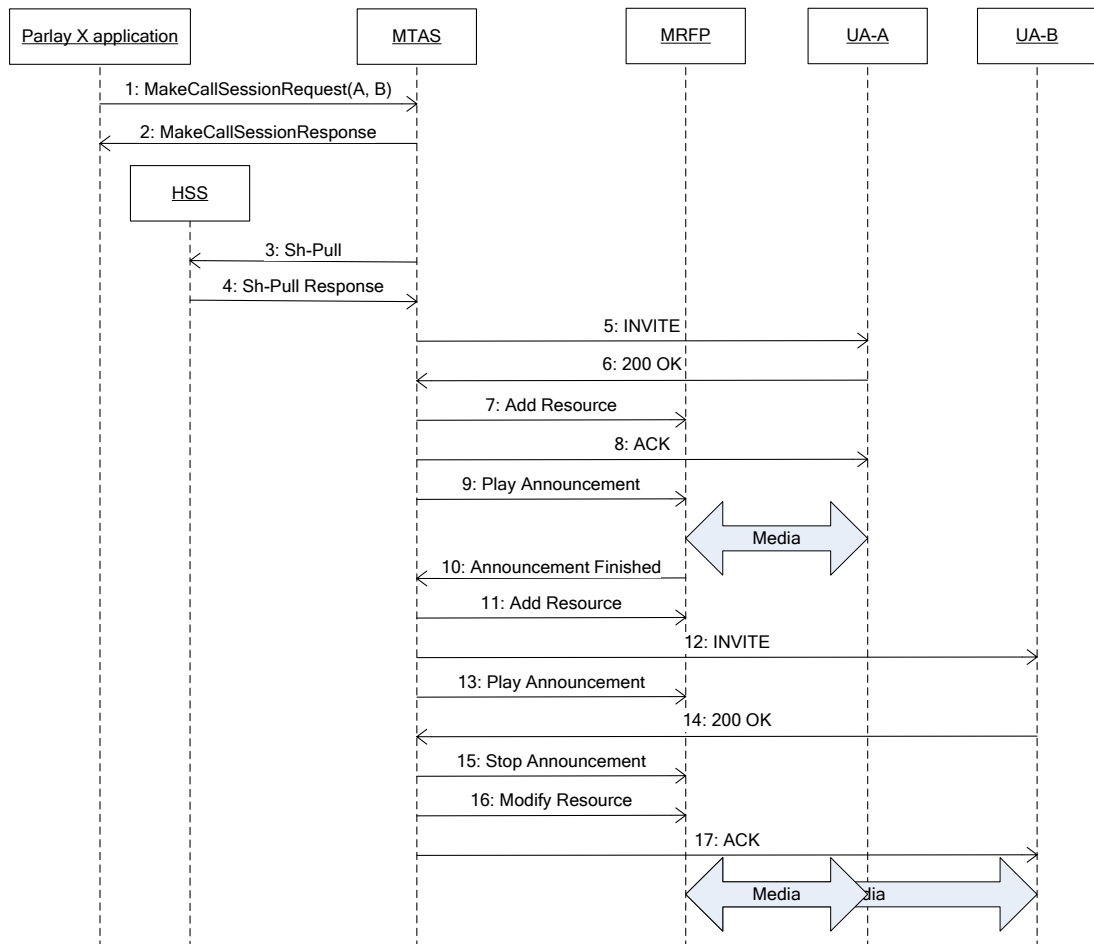 Parlay X application
MTAS
MRFP
UA-A
UA-B
1: MakeCallSessionRequest(A, B)
2: MakeCallSessionResponse
HSS
3: Sh-Pull
4: Sh-Pull Response
5: INVITE
6: 200 OK
7: Add Resource
8: ACK
9: Play Announcement
Media
10: Announcement Finished
11: Add Resource
12: INVITE
13: Play Announcement
14: 200 OK
15: Stop Announcement
16: Modify Resource
17: ACK
Media